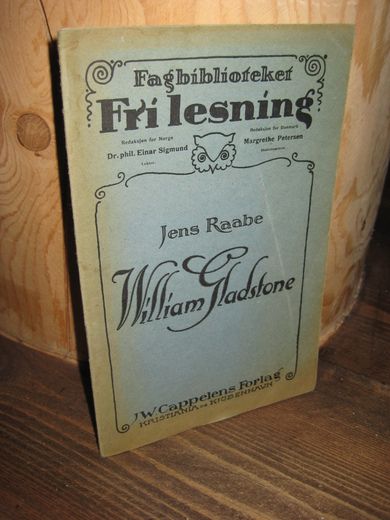 Fagbiblioteket
Fri lesning
Redaksjon for Norge
Dr. phil. Einar Sigmund
Redaksjon for Danmark
Margrethe Petersen
Jens Raabe
William Gladstone
J W Cappelens Forlag
KRISTIANIA OG KJØBENHAVN